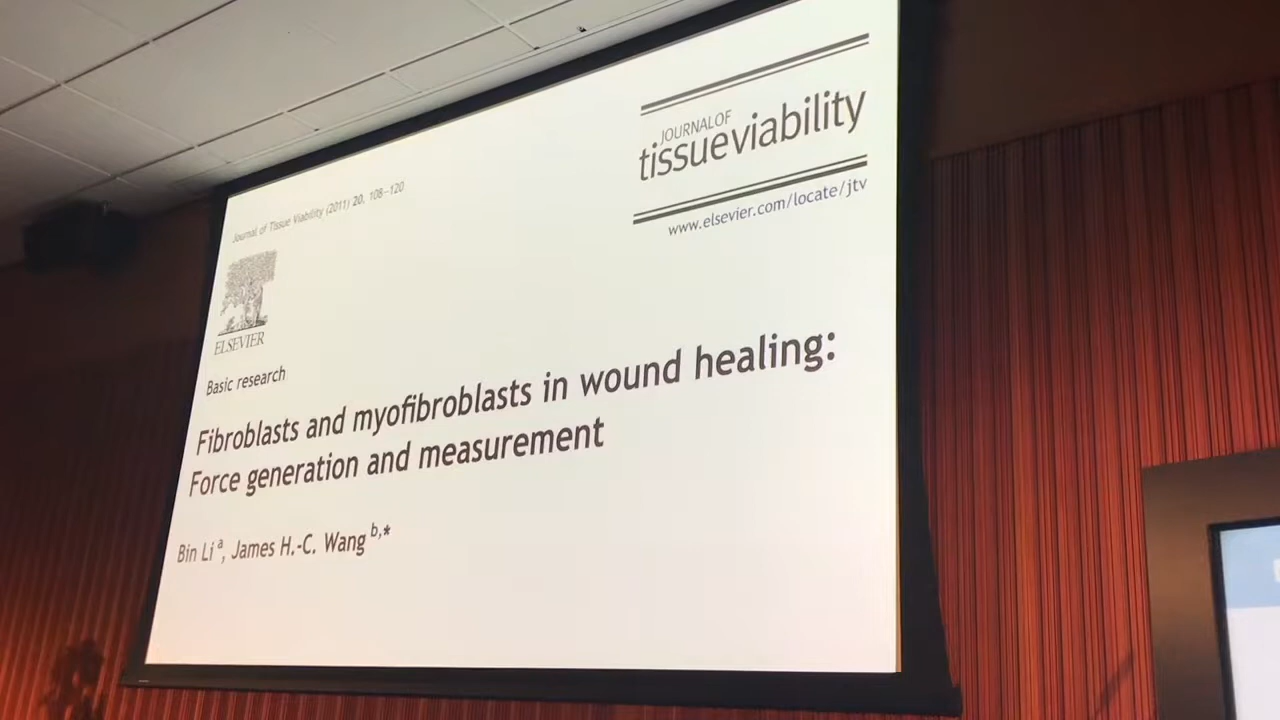 JOURNAL OF
tissueviability
www.elsevier.com/locate/jtv
Journal of Tissue Viability (2011) 20, 108–120
ELSEVIER
Basic research
Fibroblasts and myofibroblasts in wound healing:
Force generation and measurement
Bin Li a, James H.-C. Wang b,*